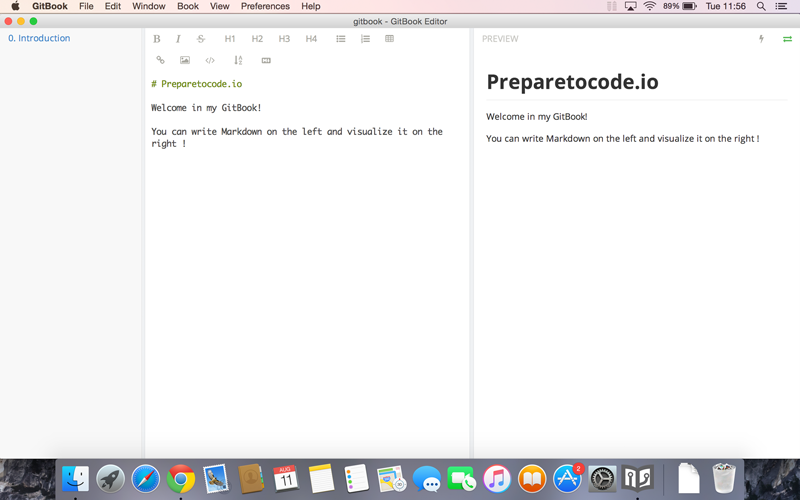 GitBook File Edit Window Book View Preferences Help 89% Tue 11:56
gitbook - GitBook Editor
0. Introduction
B I S H1 H2 H3 H4
PREVIEW
# Preparetocode.io
Welcome in my GitBook!
You can write Markdown on the left and visualize it on the
right !
Preparetocode.io
Welcome in my GitBook!
You can write Markdown on the left and visualize it on the right !
AUG
11
2